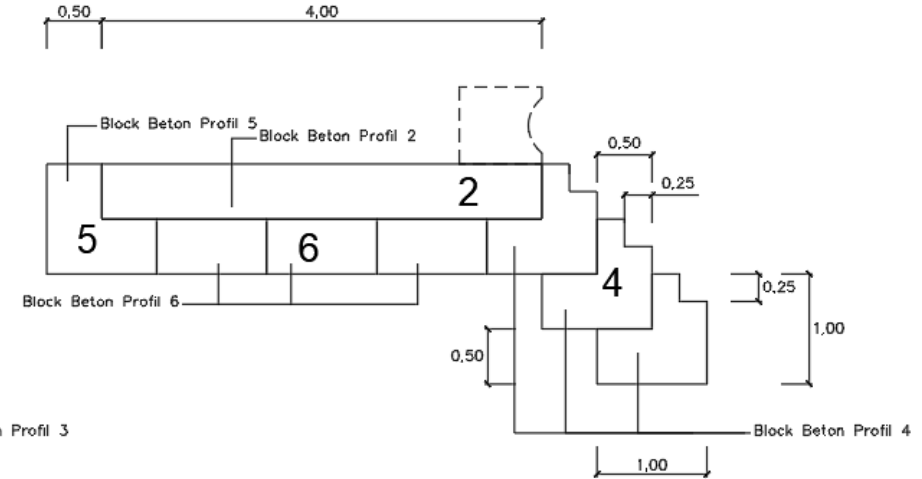 0,50
4,00
Block Beton Profil 5
Block Beton Profil 2
0,50
0,25
2
5
6
4
Block Beton Profil 6
0,25
1,00
0,50
n Profil 3
Block Beton Profil 4
1,00